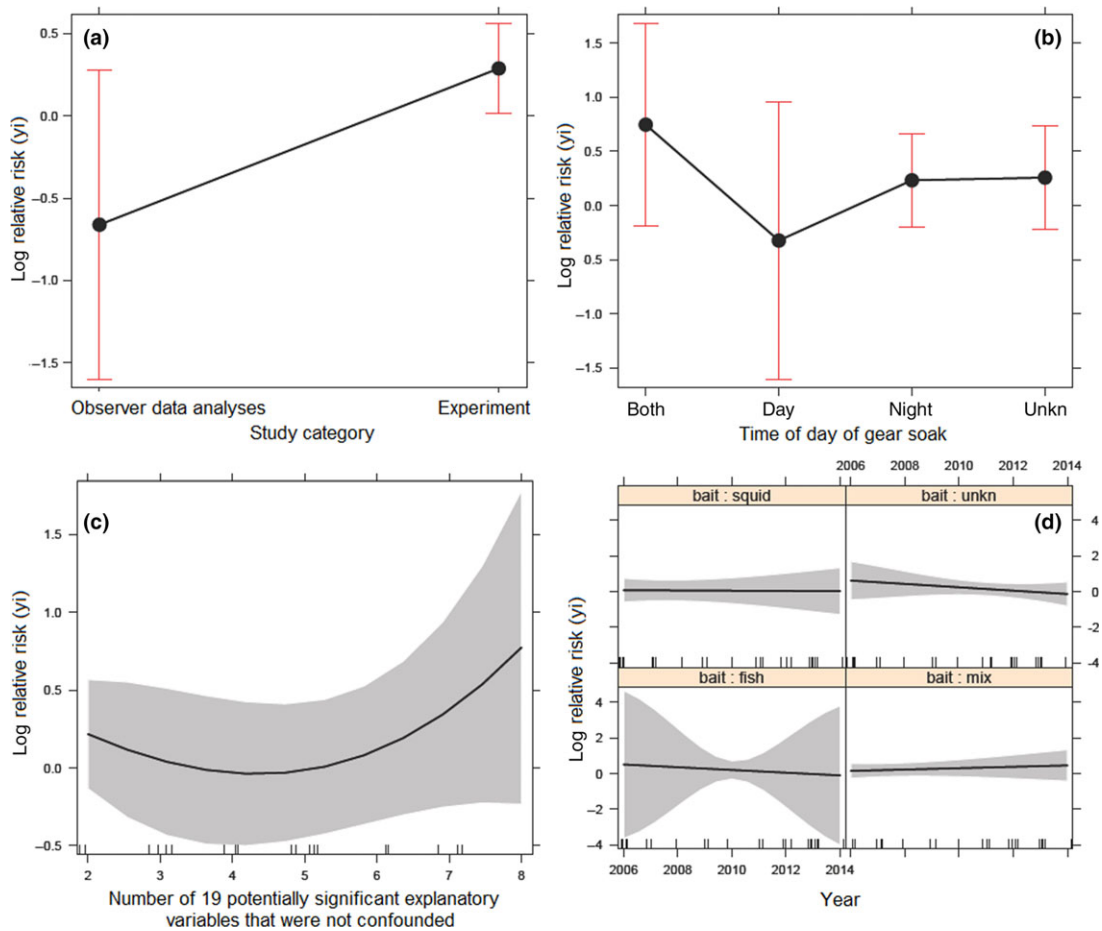 (a)
Log relative risk (yi)
0.5
0.0
−0.5
−1.0
−1.5
Observer data analyses Experiment
Study category
(b)
Log relative risk (yi)
1.5
1.0
0.5
0.0
0.5
−1.0
−1.5
Both Day Night Unkn
Time of day of gear soak
(c)
Log relative risk (yi)
1.5
1.0
0.5
0.0
−0.5
2 3 4 5 6 7 8
Number of 19 potentially significant explanatory
variables that were not confounded
2006 2008 2010 2012 2014
bait : squid bait : unkn
(d)
4
2
0
−2
−4
Log relative risk (yi)
bait : fish bait : mix
4
2
0
−2
−4
2006 2008 2010 2012 2014
Year